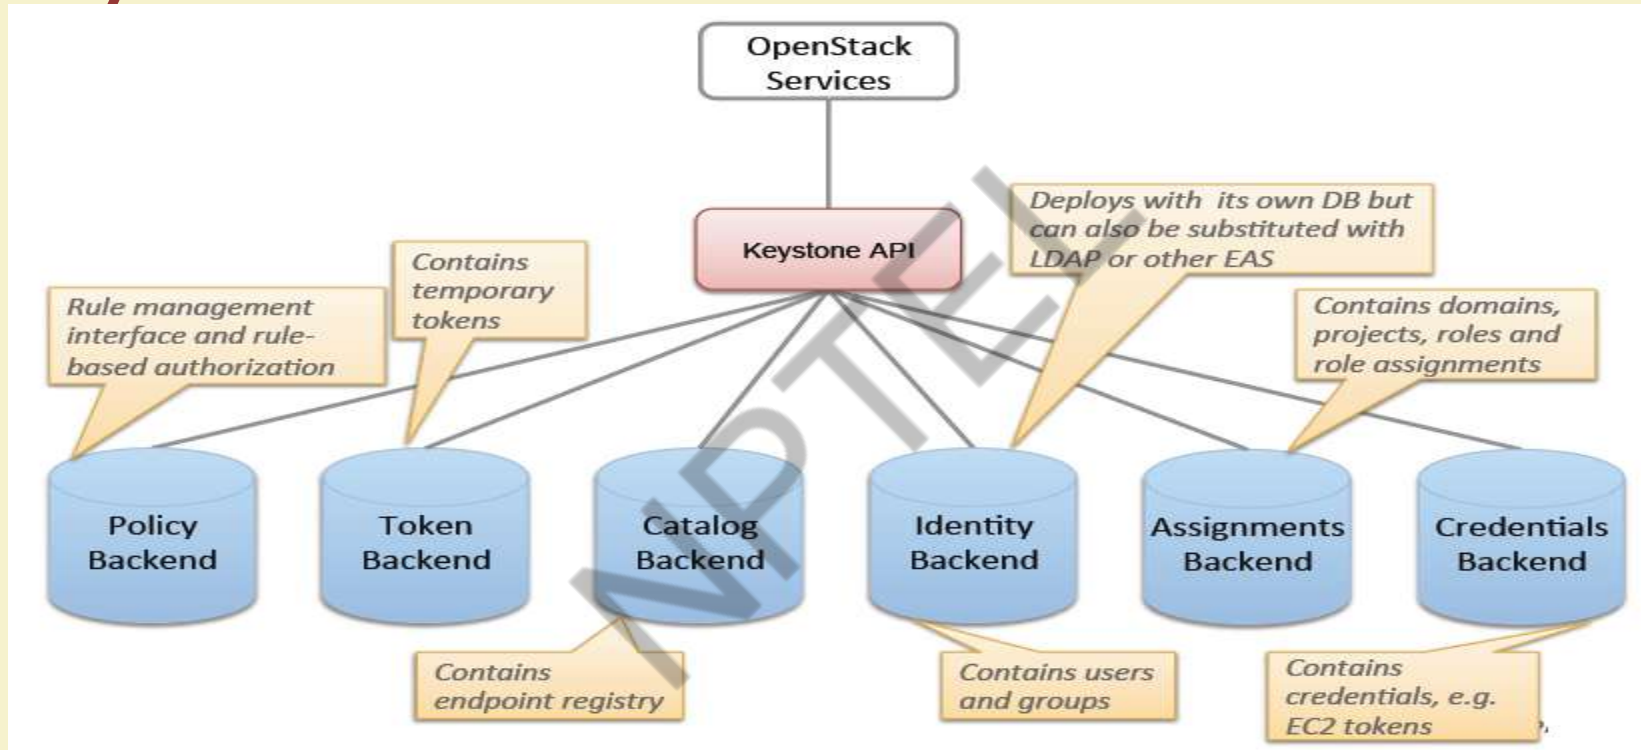 OpenStack
Services
Keystone API
Deploys with its own DB but
can also be substituted with
LDAP or other EAS
Contains
temporary
tokens
Rule management
interface and rule-
based authorization
Contains domains,
projects, roles and
role assignments
Policy
Backend
Token
Backend
Catalog
Backend
Identity
Backend
Assignments
Backend
Credentials
Backend
Contains
endpoint registry
Contains users
and groups
Contains
credentials, e.g.
EC2 tokens
NPTEL